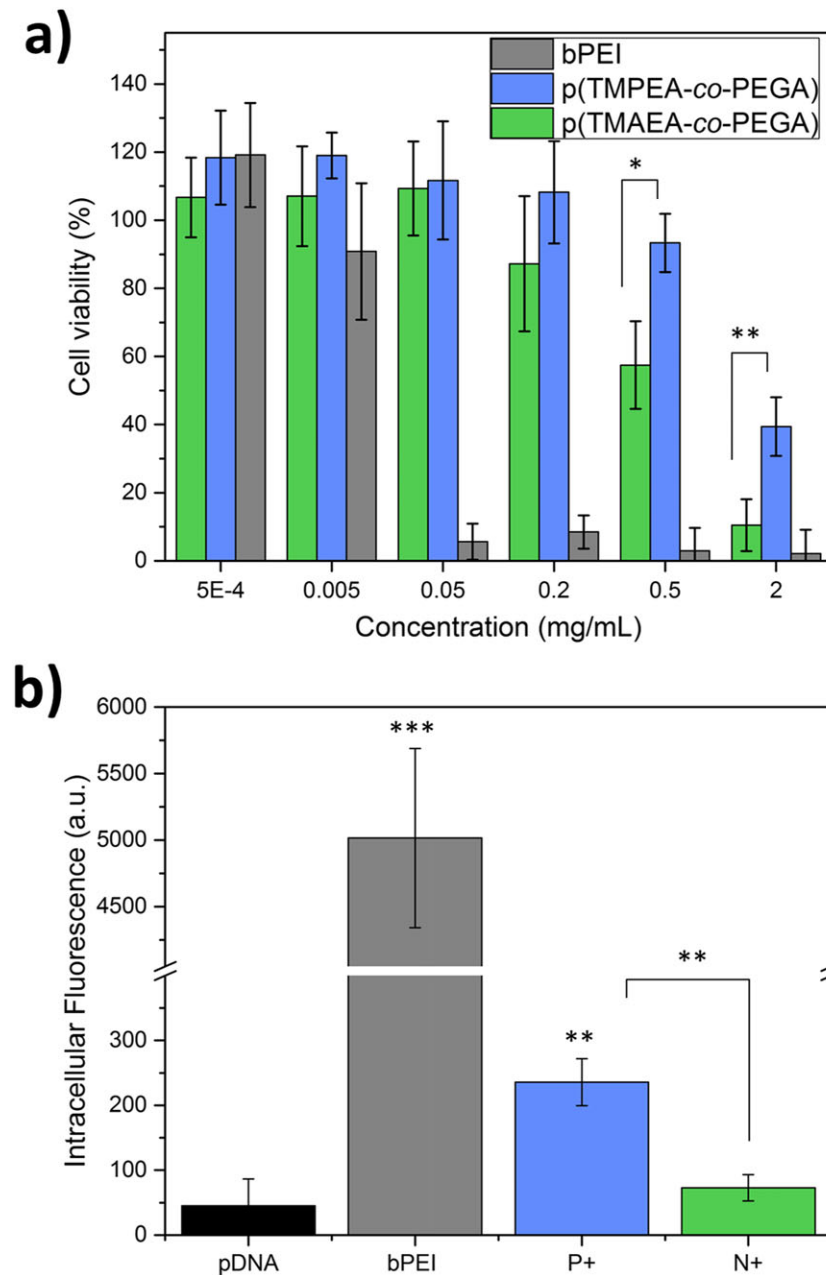 a)
bPEI
p(TMPEA-co-PEGA)
p(TMAEA-co-PEGA)
Cell viability (%)
140
120
100
80
60
40
20
0
*
**
5E-4 0.005 0.05 0.2 0.5 2
Concentration (mg/mL)
b)
Intracellular Fluorescence (a.u.)
6000
5500
5000
4500
300
200
100
0
***
**
**
pDNA bPEI P+ N+